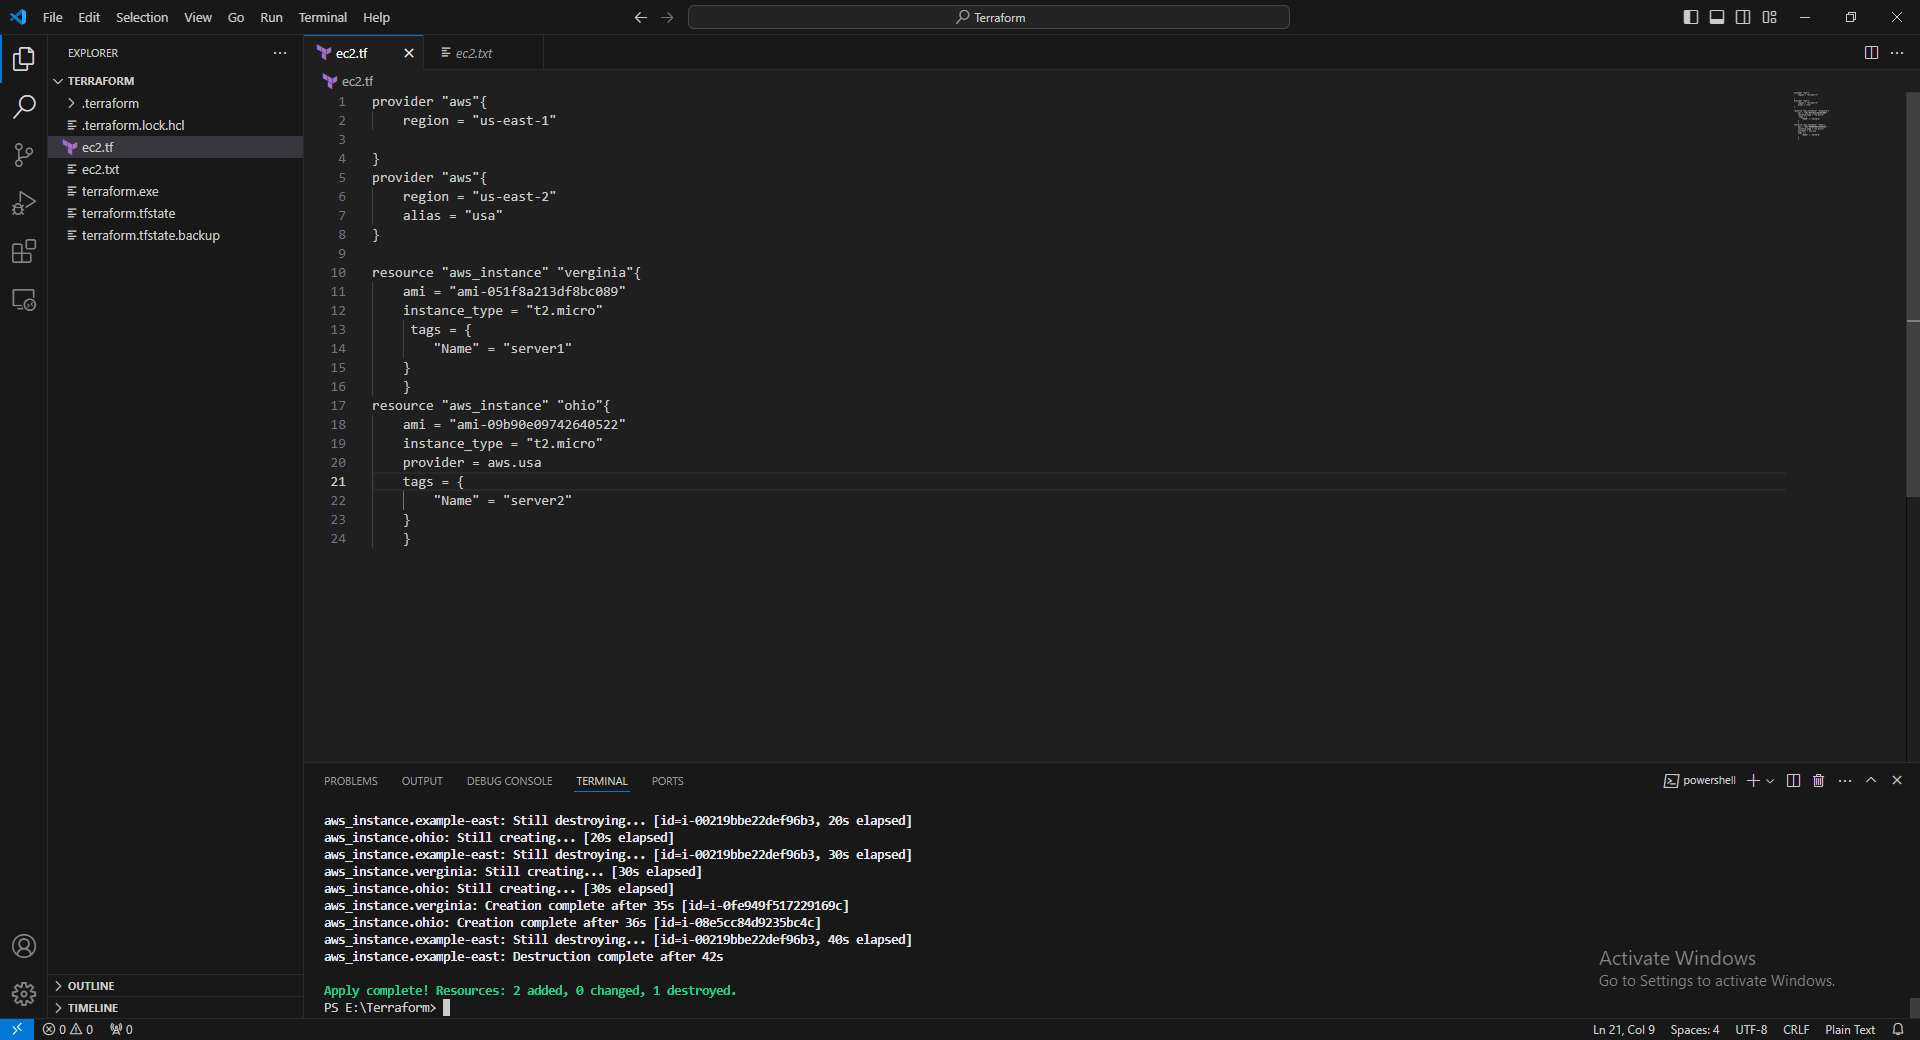 File Edit Selection View Go Run Terminal Help
Terraform
EXPLORER
TERRAFORM
.terraform
.terraform.lock.hcl
ec2.tf
ec2.txt
terraform.exe
terraform.tfstate
terraform.tfstate.backup
OUTLINE
TIMELINE
ec2.tf ec2.txt
ec2.tf
1 provider "aws"{
2 region = "us-east-1"
3
4 }
5 provider "aws"{
6 region = "us-east-2"
7 alias = "usa"
8 }
9
10 resource "aws_instance" "verginia"{
11 ami = "ami-051f8a213df8bc089"
12 instance_type = "t2.micro"
13 tags = {
14 "Name" = "server1"
15 }
16 }
17 resource "aws_instance" "ohio"{
18 ami = "ami-09b90e09742640522"
19 instance_type = "t2.micro"
20 provider = aws.usa
21 tags = {
22 "Name" = "server2"
23 }
24 }
PROBLEMS OUTPUT DEBUG CONSOLE TERMINAL PORTS
powershell
aws_instance.example-east: Still destroying... [id=i-00219bbe22def96b3, 20s elapsed]
aws_instance.ohio: Still creating... [20s elapsed]
aws_instance.example-east: Still destroying... [id=i-00219bbe22def96b3, 30s elapsed]
aws_instance.verginia: Still creating... [30s elapsed]
aws_instance.ohio: Still creating... [30s elapsed]
aws_instance.verginia: Creation complete after 35s [id=i-0fe949f517229169c]
aws_instance.ohio: Creation complete after 36s [id=i-08e5cc84d9235bc4c]
aws_instance.example-east: Still destroying... [id=i-00219bbe22def96b3, 40s elapsed]
aws_instance.example-east: Destruction complete after 42s
Apply complete! Resources: 2 added, 0 changed, 1 destroyed.
PS E:\Terraform>
Activate Windows
Go to Settings to activate Windows.
0 0 0
Ln 21, Col 9 Spaces: 4 UTF-8 CRLF Plain Text